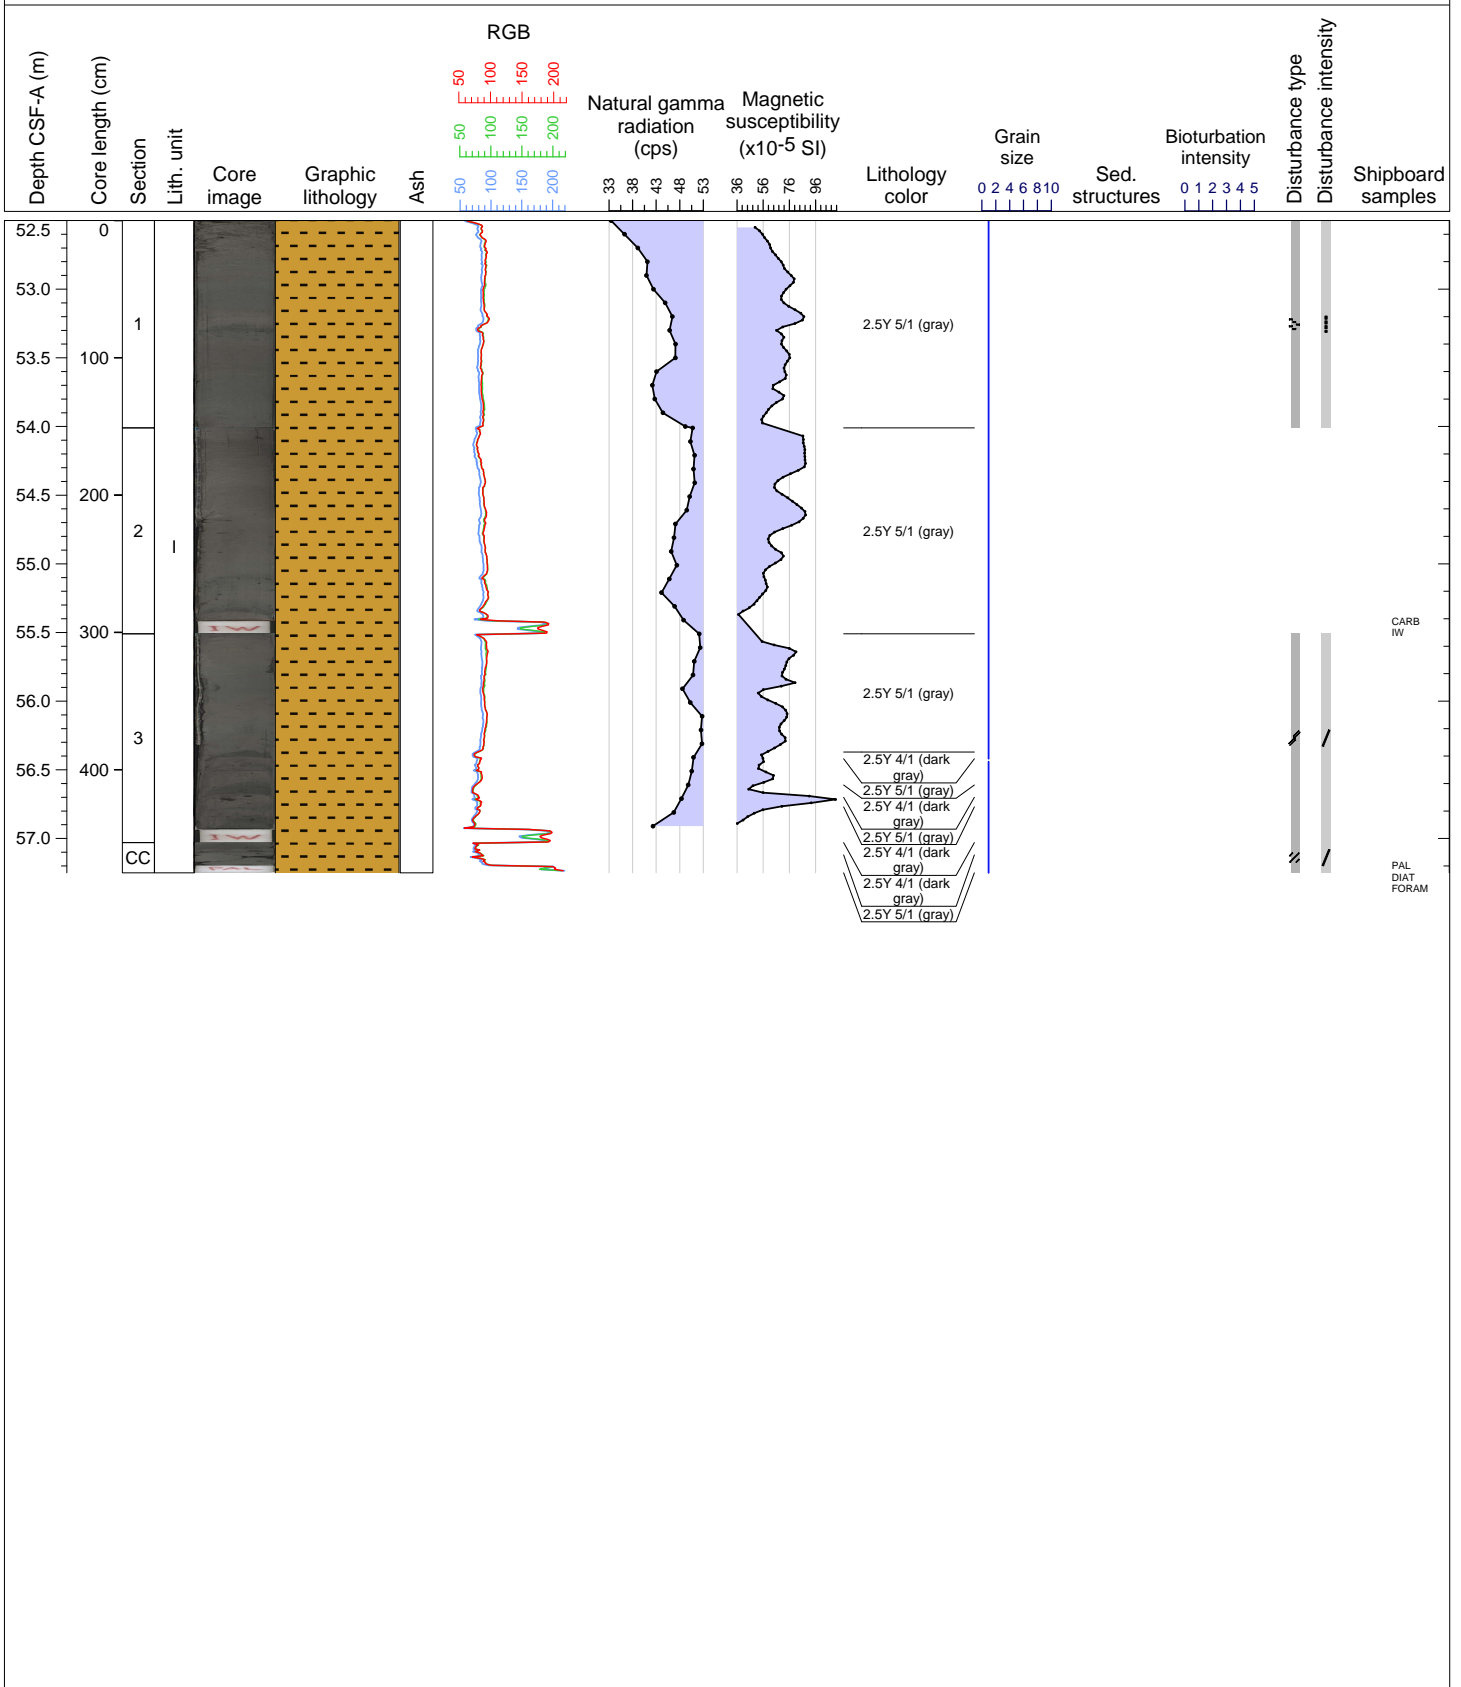 Depth CSF-A (m)
Core length (cm)
Section
Lith. unit
Core
image
Graphic
lithology
Ash
RGB
50 100 150 200
50 100 150 200
50 100 150 200
Natural gamma
radiation
(cps)
33 38 43 48 53
Magnetic
susceptibility
(x10-5 SI)
36 56 76 96
Lithology
color
Grain
size
0 2 4 6 8 10
Sed.
structures
Bioturbation
intensity
0 1 2 3 4 5
Disturbance type
Disturbance intensity
Shipboard
samples
52.5
53.0
53.5
54.0
54.5
55.0
55.5
56.0
56.5
57.0
0
100
200
300
400
1
2
3
CC
I
IW
IW
PAL
2.5Y 5/1 (gray)
2.5Y 5/1 (gray)
2.5Y 5/1 (gray)
2.5Y 4/1 (dark
gray)
2.5Y 5/1 (gray)
2.5Y 4/1 (dark
gray)
2.5Y 5/1 (gray)
2.5Y 4/1 (dark
gray)
2.5Y 4/1 (dark
gray)
2.5Y 5/1 (gray)
CARB
IW
PAL
DIAT
FORAM